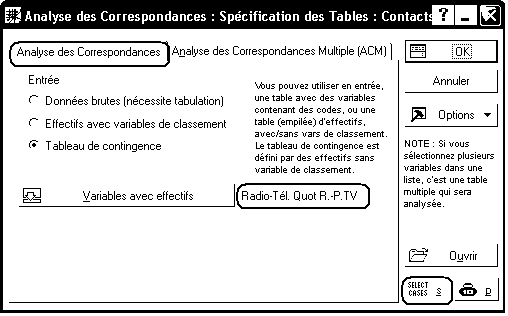 Analyse des Correspondances : Spécification des Tables : Contacts
Analyse des Correspondances
Analyse des Correspondances Multiple (ACM)
Entrée
Données brutes (nécessite tabulation)
Effectifs avec variables de classement
Tableau de contingence
Vous pouvez utiliser en entrée,
une table avec des variables
contenant des codes, ou une
table (empilée) d'effectifs,
avec/sans vars de classement.
Le tableau de contingence est
défini par des effectifs sans
variable de classement.
Variables avec effectifs
Radio-Tél. Quot R.-P.TV
OK
Annuler
Options
NOTE : Si vous
sélectionnez plusieurs
variables dans une
liste, c'est une table
multiple qui sera
analysée.
Ouvrir
SELECT
CASES S
D